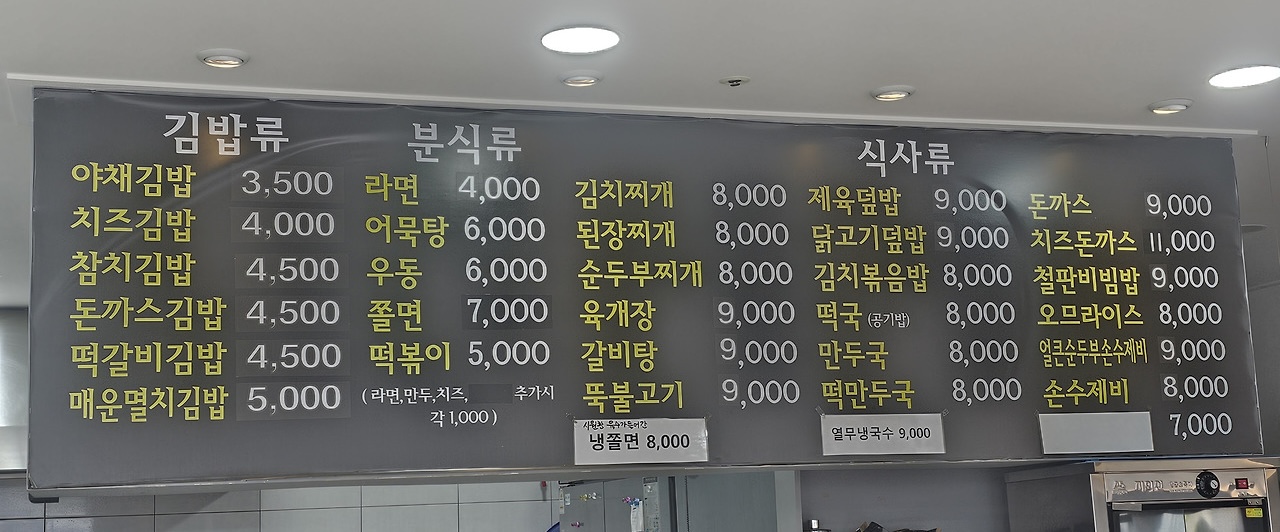 김밥류
야채김밥 3,500
치즈김밥 4,000
참치김밥 4,500
돈까스김밥 4,500
떡갈비김밥 4,500
매운멸치김밥 5,000
분식류
라면 4,000
어묵탕 6,000
우동 6,000
쫄면 7,000
떡볶이 5,000
(라면,만두,치즈, 추가시
각 1,000)
식사류
김치찌개 8,000
된장찌개 8,000
순두부찌개 8,000
육개장 9,000
갈비탕 9,000
뚝불고기 9,000
냉쫄면 8,000
제육덮밥 9,000
닭고기덮밥 9,000
김치볶음밥 8,000
떡국 (공기밥) 8,000
만두국 8,000
떡만두국 8,000
열무냉국수 9,000
돈까스 9,000
치즈돈까스 11,000
철판비빔밥 9,000
오므라이스 8,000
얼큰순두부손수제비 9,000
손수제비 8,000
7,000